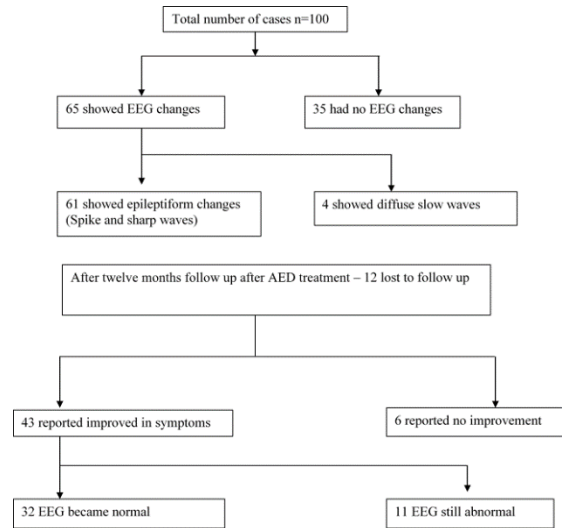 Total number of cases n=100
65 showed EEG changes
35 had no EEG changes
61 showed epileptiform changes
(Spike and sharp waves)
4 showed diffuse slow waves
After twelve months follow up after AED treatment – 12 lost to follow up
43 reported improved in symptoms
6 reported no improvement
32 EEG became normal
11 EEG still abnormal